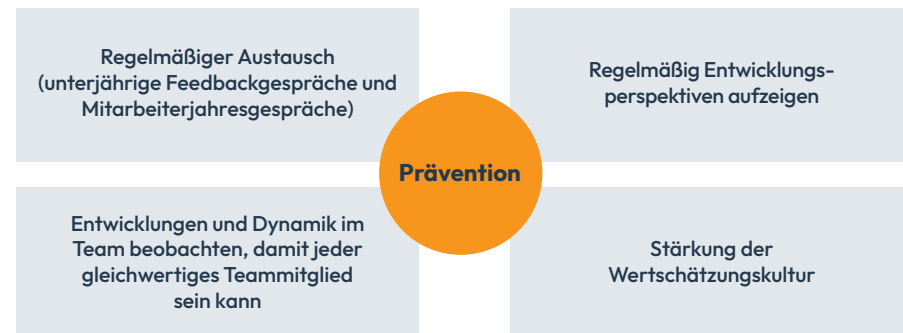 Regelmäßiger Austausch
(unterjährige Feedbackgespräche und
Mitarbeiterjahresgespräche)
Regelmäßig Entwicklungs-
perspektiven aufzeigen
Prävention
Entwicklungen und Dynamik im
Team beobachten, damit jeder
gleichwertiges Teammitglied
sein kann
Stärkung der
Wertschätzungskultur